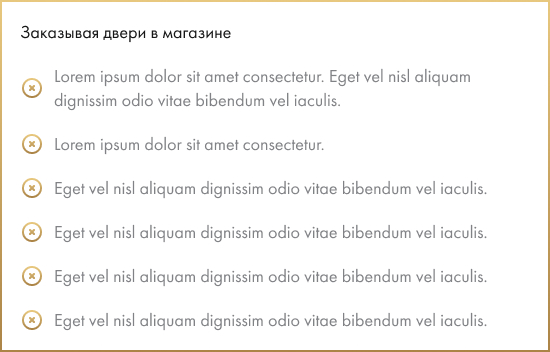 Заказывая двери в магазине
Lorem ipsum dolor sit amet consectetur. Eget vel nisl aliquam
dignissim odio vitae bibendum vel iaculis.
Lorem ipsum dolor sit amet consectetur.
Eget vel nisl aliquam dignissim odio vitae bibendum vel iaculis.
Eget vel nisl aliquam dignissim odio vitae bibendum vel iaculis.
Eget vel nisl aliquam dignissim odio vitae bibendum vel iaculis.
Eget vel nisl aliquam dignissim odio vitae bibendum vel iaculis.